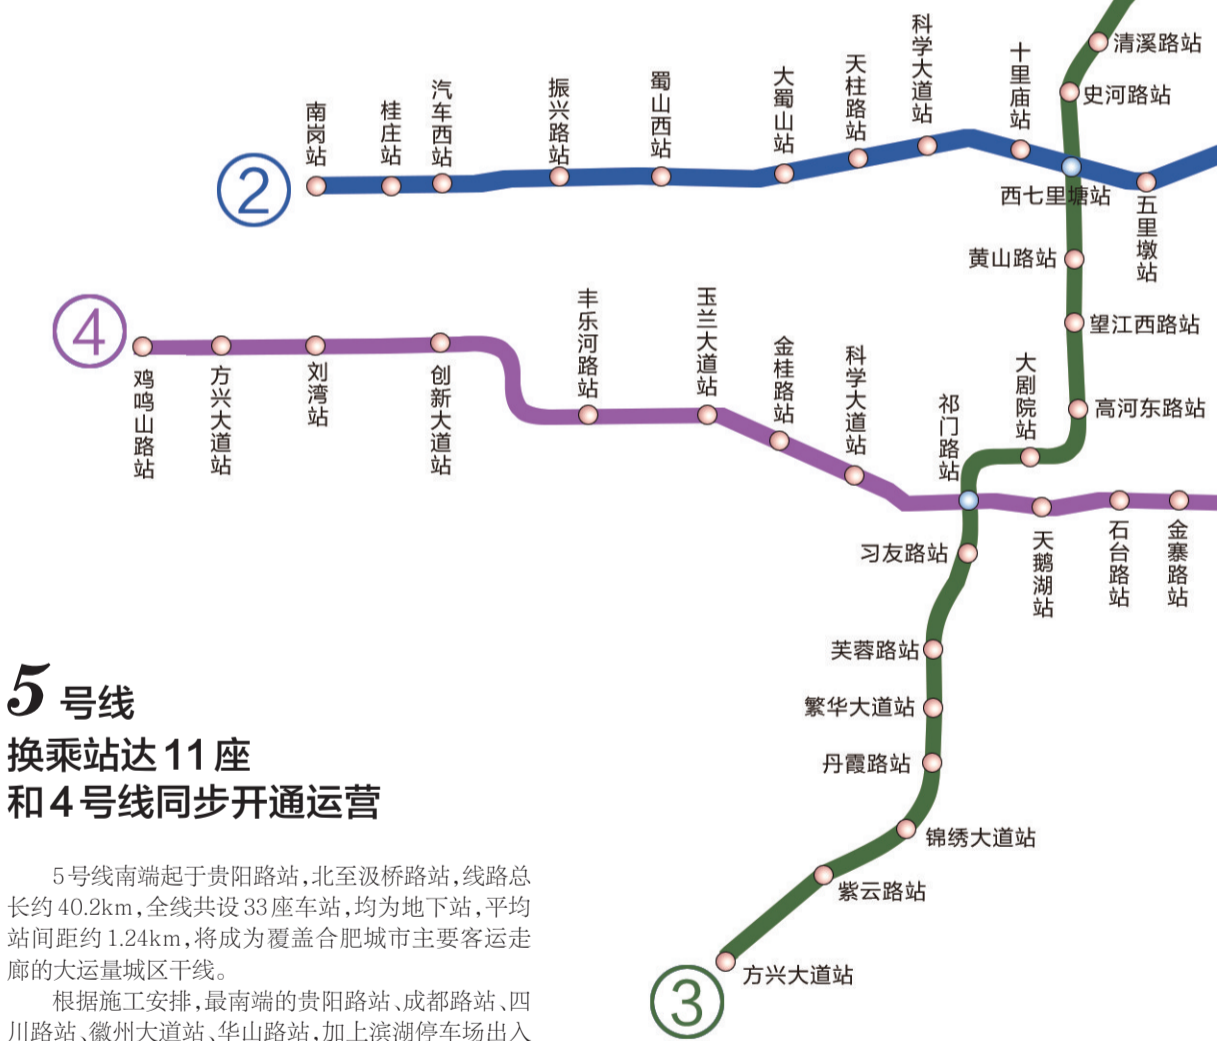 清溪路站
史河路站
2
南岗站
桂庄站
汽车西站
振兴路站
蜀山西站
大蜀山站
天柱路站
科学大道站
十里庙站
西七里塘站
五里墩站
黄山路站
望江西路站
高河东路站
大剧院站
祁门路站
4
鸡鸣山路站
方兴大道站
刘湾站
创新大道站
丰乐河路站
玉兰大道站
金桂路站
科学大道站
天鹅湖站
石台路站
金寨路站
习友路站
芙蓉路站
繁华大道站
丹霞路站
锦绣大道站
紫云路站
方兴大道站
3
5号线
换乘站达11座
和4号线同步开通运营
5号线南端起于贵阳路站,北至汲桥路站,线路总
长约40.2km,全线共设33座车站,均为地下站,平均
站间距约1.24km,将成为覆盖合肥城市主要客运走
廊的大运量城区干线。
根据施工安排,最南端的贵阳路站、成都路站、四
川路站、徽州大道站、华山路站,加上滨湖停车场出入